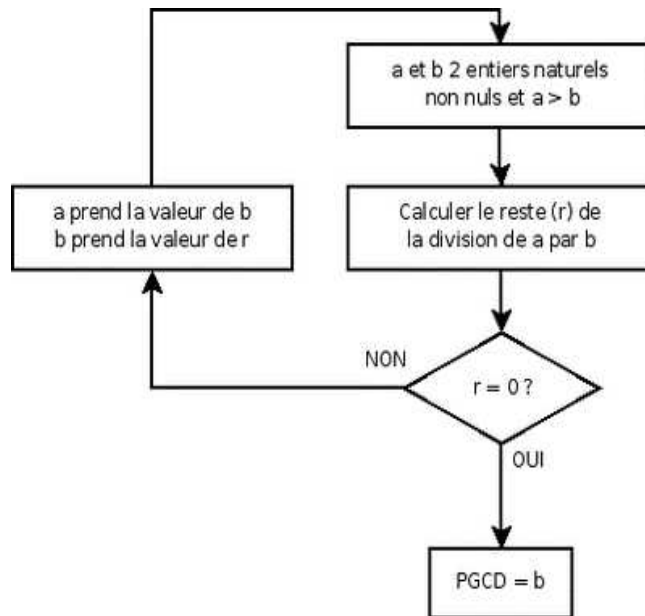 a et b 2 entiers naturels
non nuls et a > b
a prend la valeur de b
b prend la valeur de r
Calculer le reste (r) de
la division de a par b
NON
r = 0 ?
OUI
PGCD = b